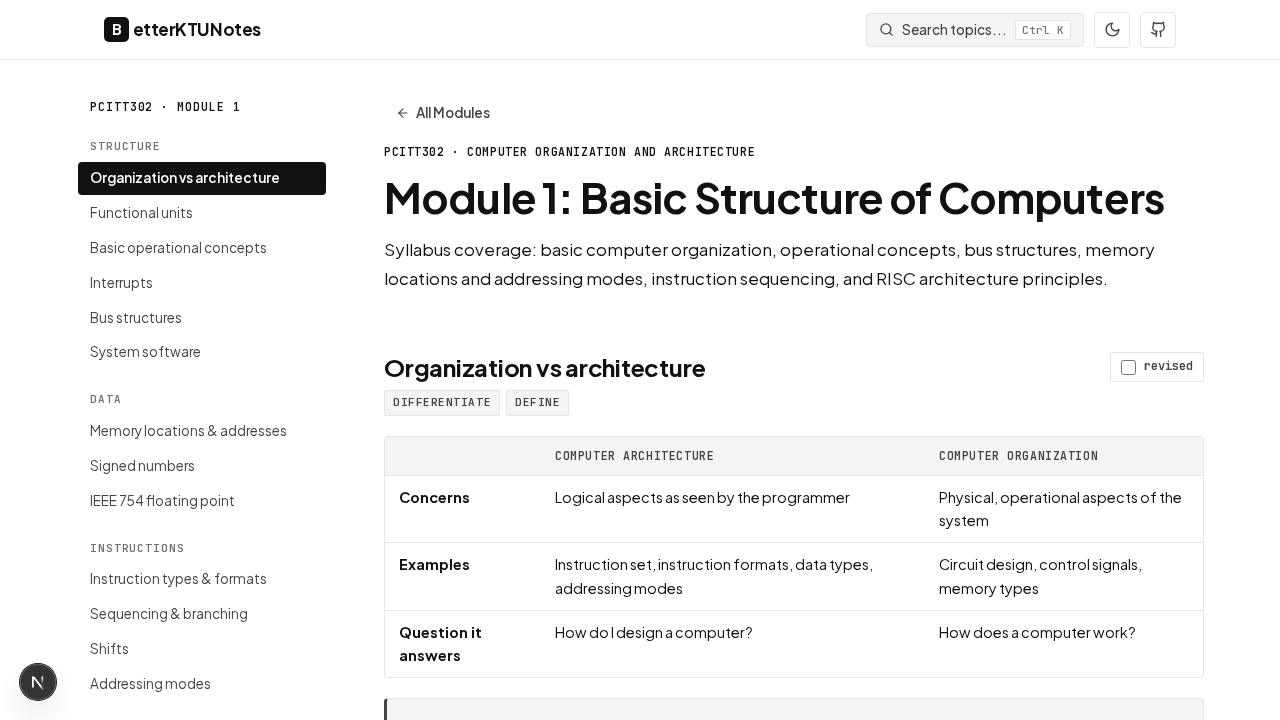 B etterKTUNotes
Search topics... Ctrl K
PCITT302 · MODULE 1
STRUCTURE
Organization vs architecture
Functional units
Basic operational concepts
Interrupts
Bus structures
System software
DATA
Memory locations & addresses
Signed numbers
IEEE 754 floating point
INSTRUCTIONS
Instruction types & formats
Sequencing & branching
Shifts
Addressing modes
N
← All Modules
PCITT302 · COMPUTER ORGANIZATION AND ARCHITECTURE
Module 1: Basic Structure of Computers
Syllabus coverage: basic computer organization, operational concepts, bus structures, memory
locations and addressing modes, instruction sequencing, and RISC architecture principles.
Organization vs architecture
revised
DIFFERENTIATE DEFINE
COMPUTER ARCHITECTURE COMPUTER ORGANIZATION
Concerns Logical aspects as seen by the programmer Physical, operational aspects of the
system
Examples Instruction set, instruction formats, data types, Circuit design, control signals,
addressing modes memory types
Question it How do I design a computer? How does a computer work?
answers